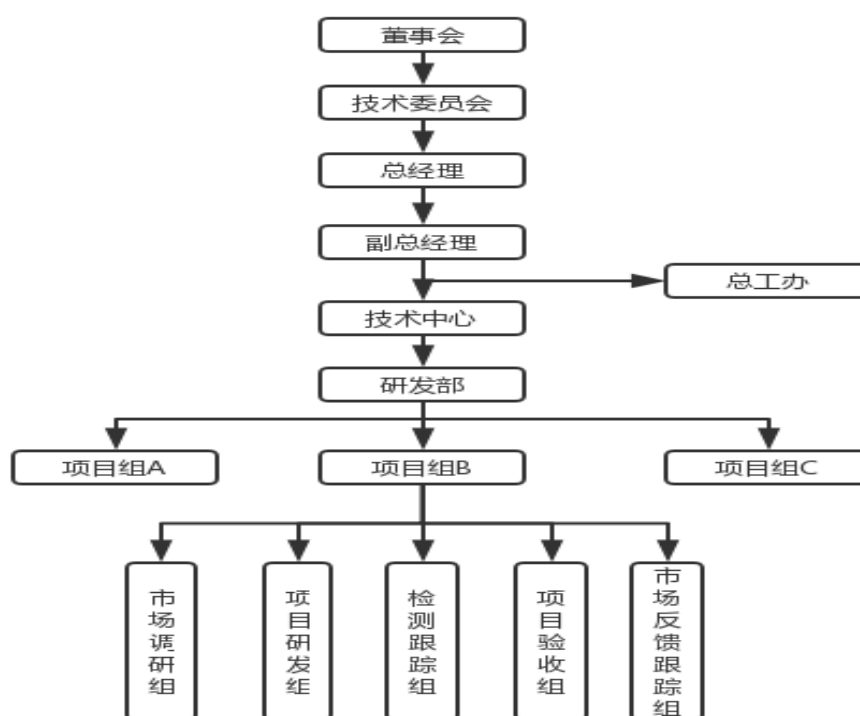 董事会
技术委员会
总经理
副总经理
总工办
技术中心
研发部
项目组A
项目组B
项目组C
市场调研组
项目研发组
检测跟踪组
项目验收组
市场反馈跟踪组